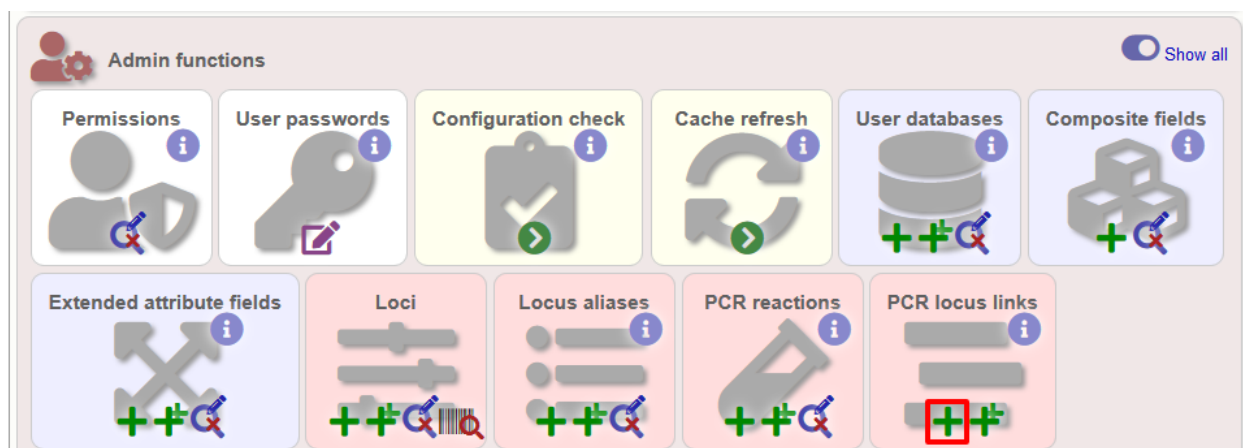 Admin functions
Show all
Permissions
User passwords
Configuration check
Cache refresh
User databases
Composite fields
Extended attribute fields
Loci
Locus aliases
PCR reactions
PCR locus links